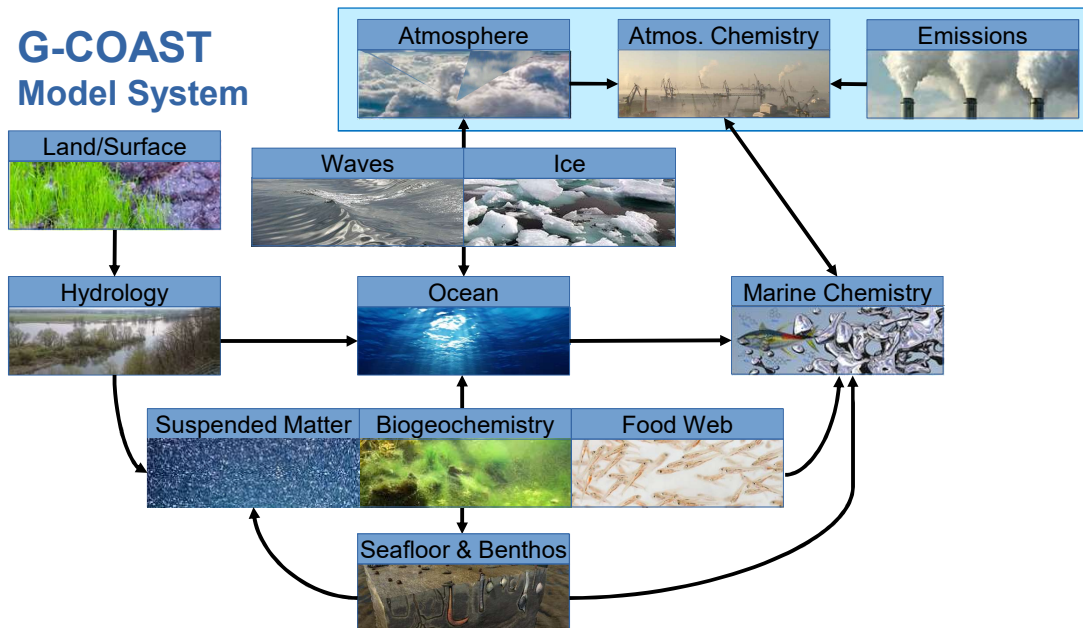 G-COAST
Model System
Atmosphere
Atmos. Chemistry
Emissions
Land/Surface
Waves
Ice
Hydrology
Ocean
Marine Chemistry
Suspended Matter
Biogeochemistry
Food Web
Seafloor & Benthos